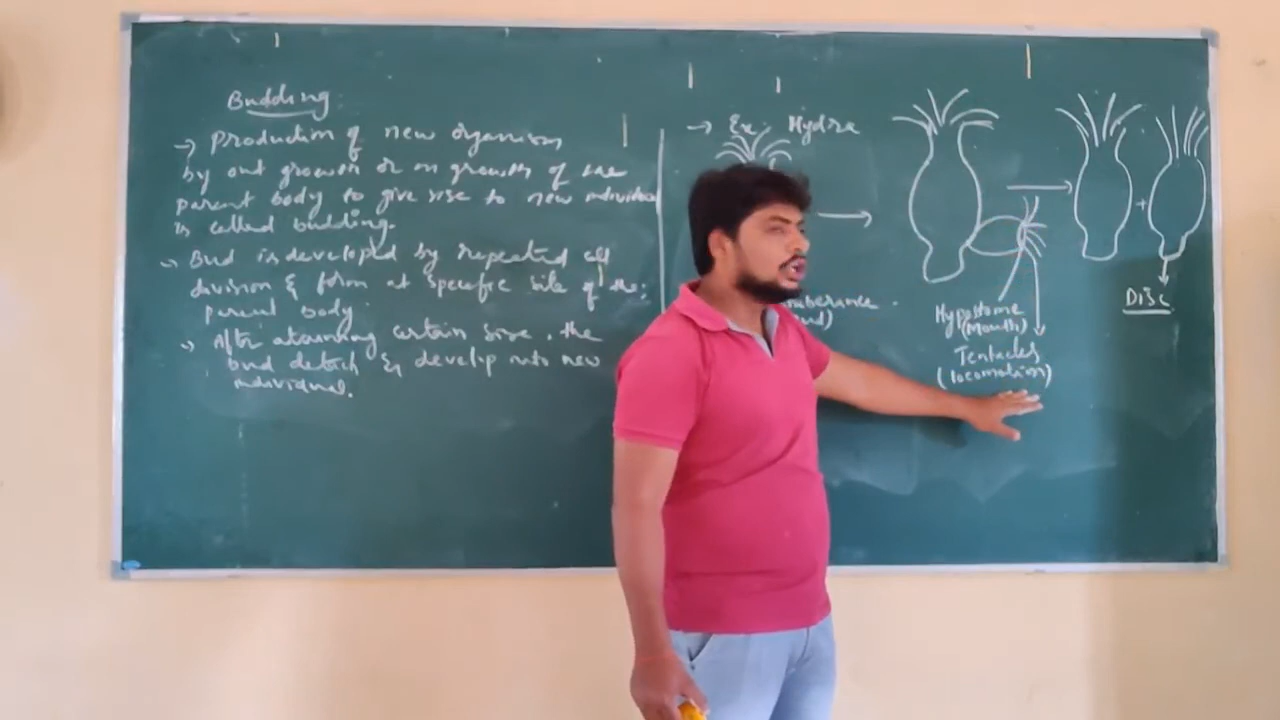 Budding:
→ Production of new organism
by out growth or on growth of the
parent body to give rise to new individual
is called budding.
→ Bud is developed by repeated cell
division & form at specific site of the
parent body
→ After attaining certain size, the
bud detach & develop into new
individual.
→ Ex: Hydra
Hypostome
(Mouth)
Tentacles
(locomotion)
+
Disc